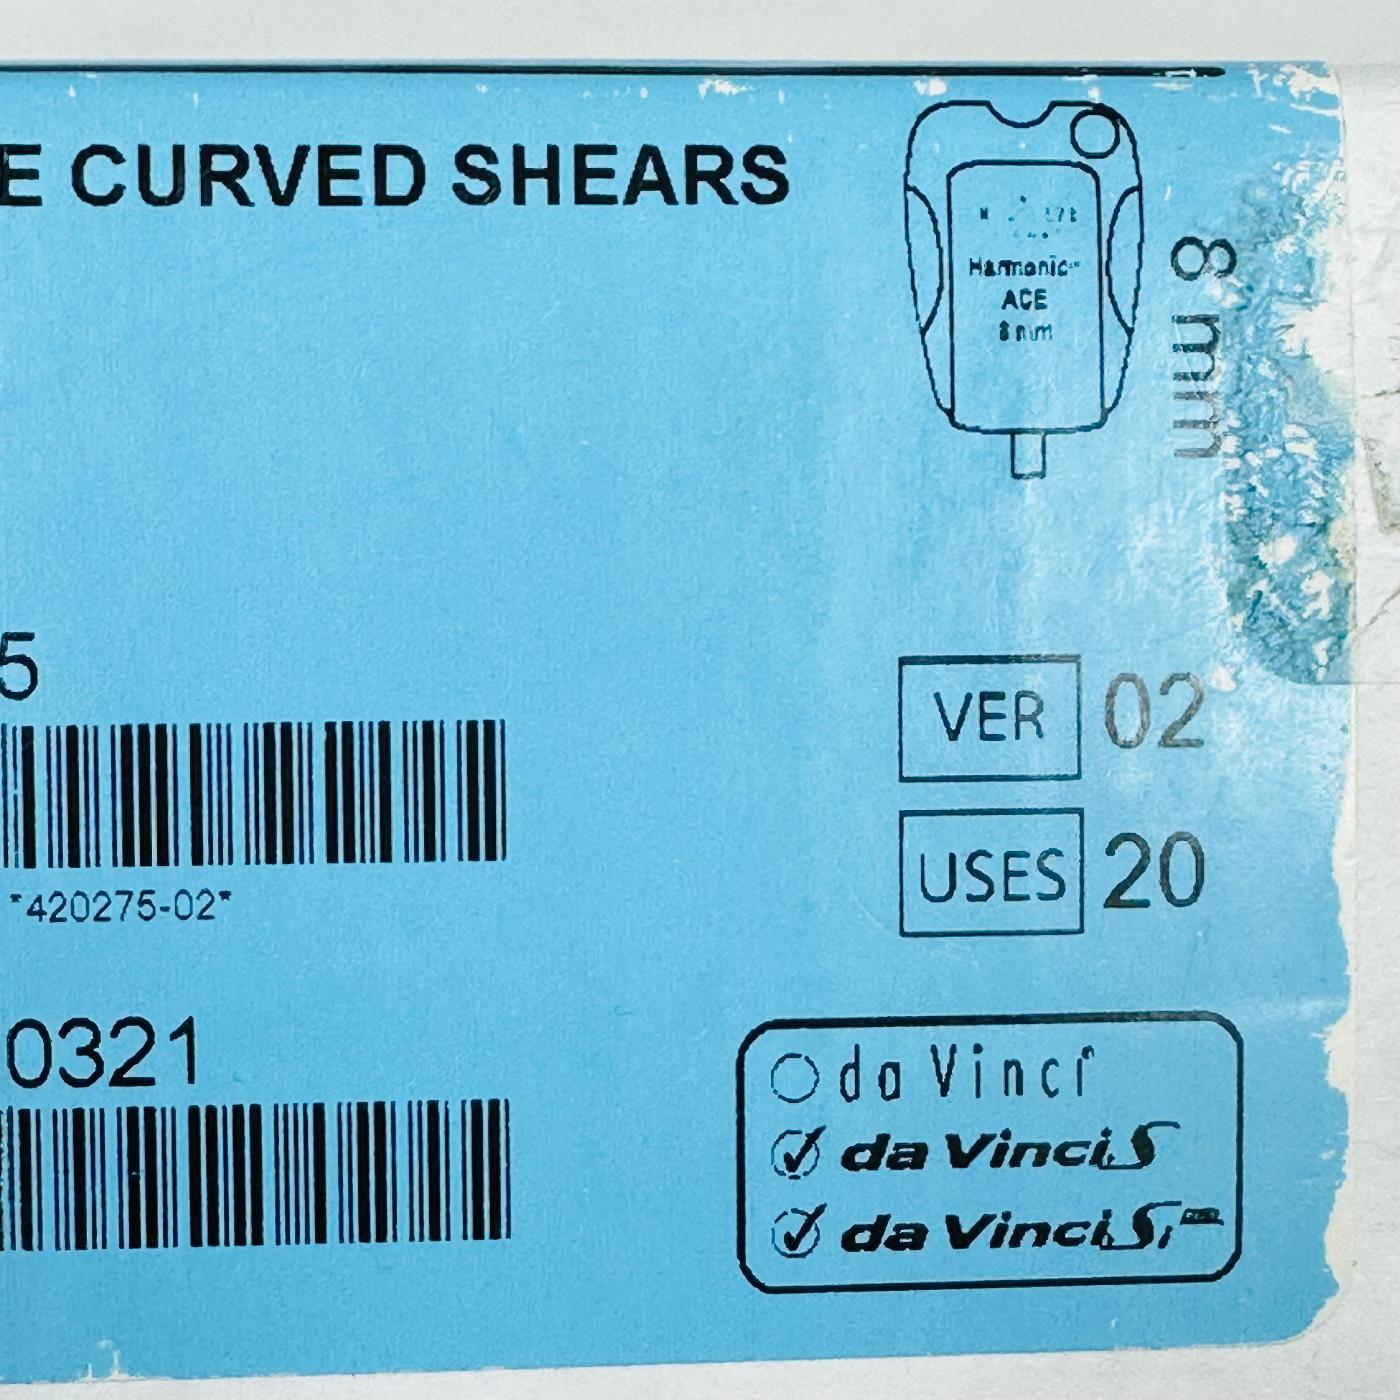 E CURVED SHEARS
Harmonic
ACE
8 mm
8 mm
5
*420275-02*
VER 02
USES 20
0321
da Vinci
da Vinci S
da Vinci Si